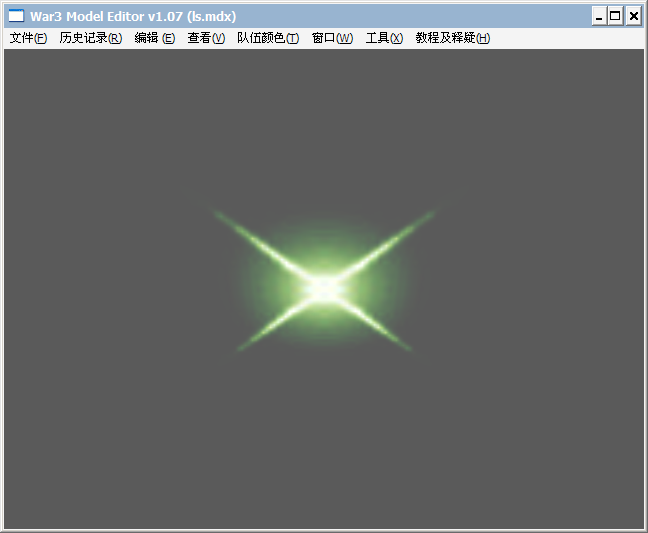 War3 Model Editor v1.07 (ls.mdx)
文件(F) 历史记录(R) 编辑 (E) 查看(V) 队伍颜色(T) 窗口(W) 工具(X) 教程及释疑(H)